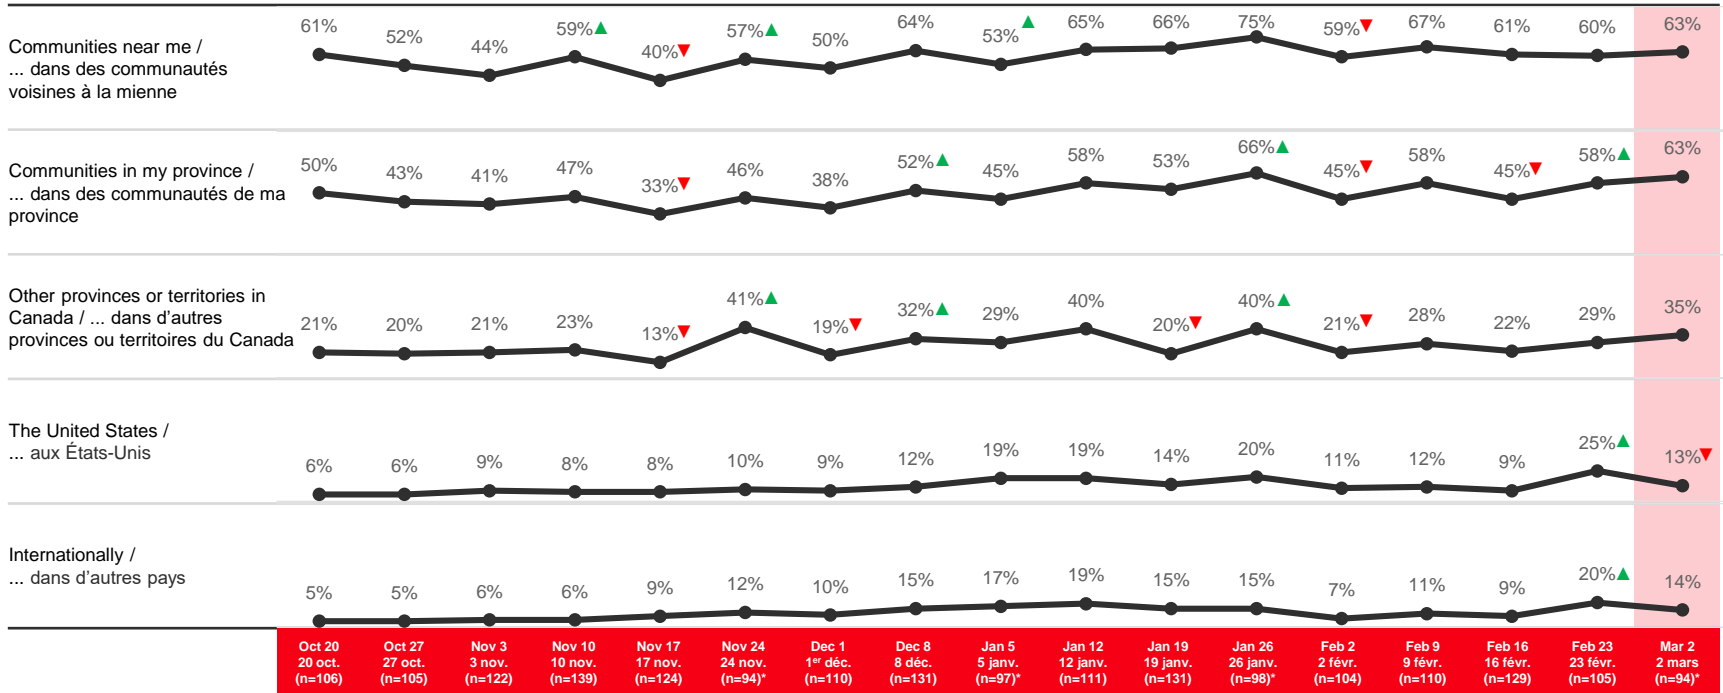 Communities near me /
... dans des communautés
voisines à la mienne
61% 52% 44% 59%▲ 40%▼ 57%▲ 50% 64% 53%▲ 65% 66% 75% 59%▼ 67% 61% 60% 63%
Communities in my province /
... dans des communautés de ma
province
50% 43% 41% 47% 33%▼ 46% 38% 52%▲ 45% 58% 53% 66%▲ 45%▼ 58% 45%▼ 58%▲ 63%
Other provinces or territories in
Canada / ... dans d'autres
provinces ou territoires du Canada
21% 20% 21% 23% 13%▼ 41%▲ 19%▼ 32%▲ 29% 40% 20%▼ 40%▲ 21%▼ 28% 22% 29% 35%
The United States /
... aux États-Unis
6% 6% 9% 8% 8% 10% 9% 12% 19% 19% 14% 20% 11% 12% 9% 25%▲ 13%▼
Internationally /
... dans d'autres pays
5% 5% 6% 6% 9% 12% 10% 15% 17% 19% 15% 15% 7% 11% 9% 20%▲ 14%
Oct 20 Oct 27 Nov 3 Nov 10 Nov 17 Nov 24 Dec 1 Dec 8 Jan 5 Jan 12 Jan 19 Jan 26 Feb 2 Feb 9 Feb 16 Feb 23 Mar 2
20 oct. 27 oct. 3 nov. 10 nov. 17 nov. 24 nov. 1er déc. 8 déc. 5 janv. 12 janv. 19 janv. 26 janv. 2 févr. 9 févr. 16 févr. 23 févr. 2 mars
(n=106) (n=105) (n=122) (n=139) (n=124) (n=94)* (n=110) (n=131) (n=97)* (n=111) (n=131) (n=98)* (n=104) (n=110) (n=129) (n=105) (n=94)*